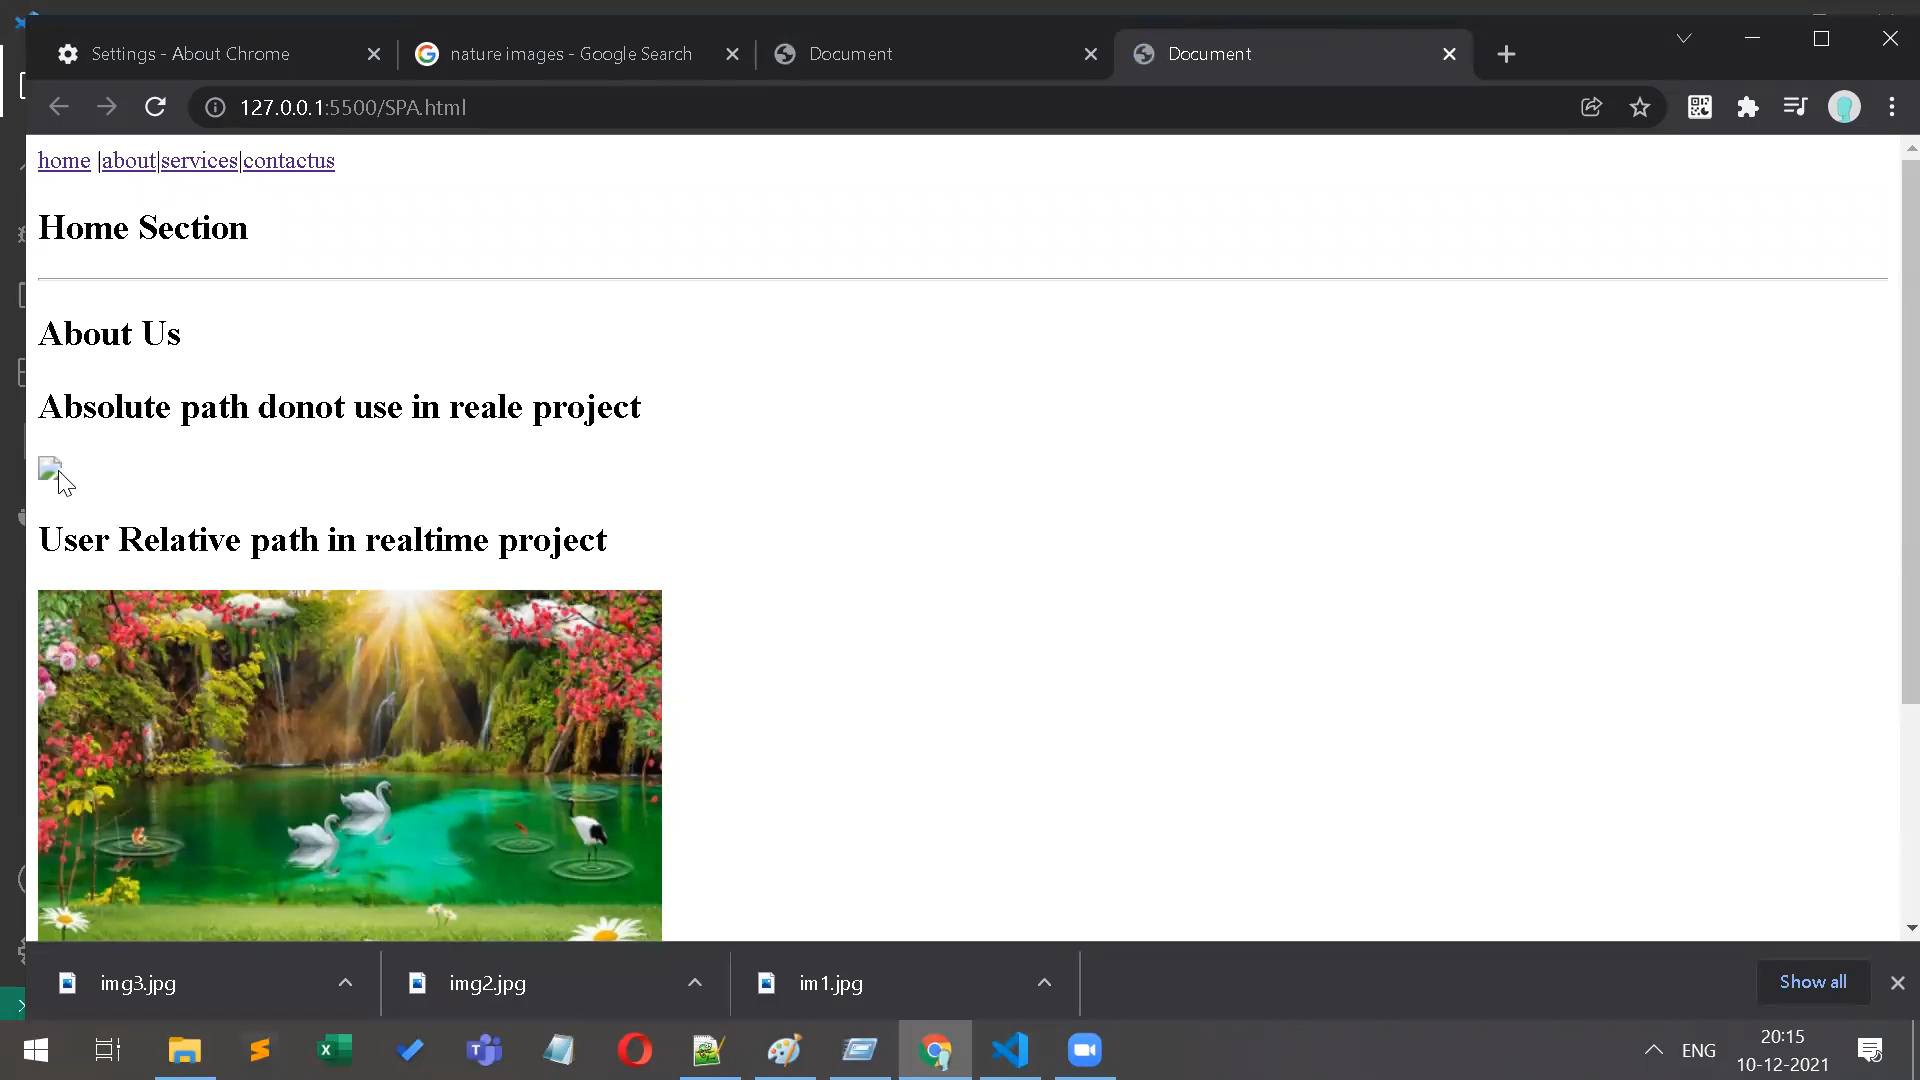 Settings - About Chrome
nature images - Google Search
Document
Document
127.0.0.1:5500/SPA.html
home |about|services|contactus
Home Section
About Us
Absolute path donot use in reale project
User Relative path in realtime project
img3.jpg
img2.jpg
im1.jpg
Show all
ENG
20:15
10-12-2021